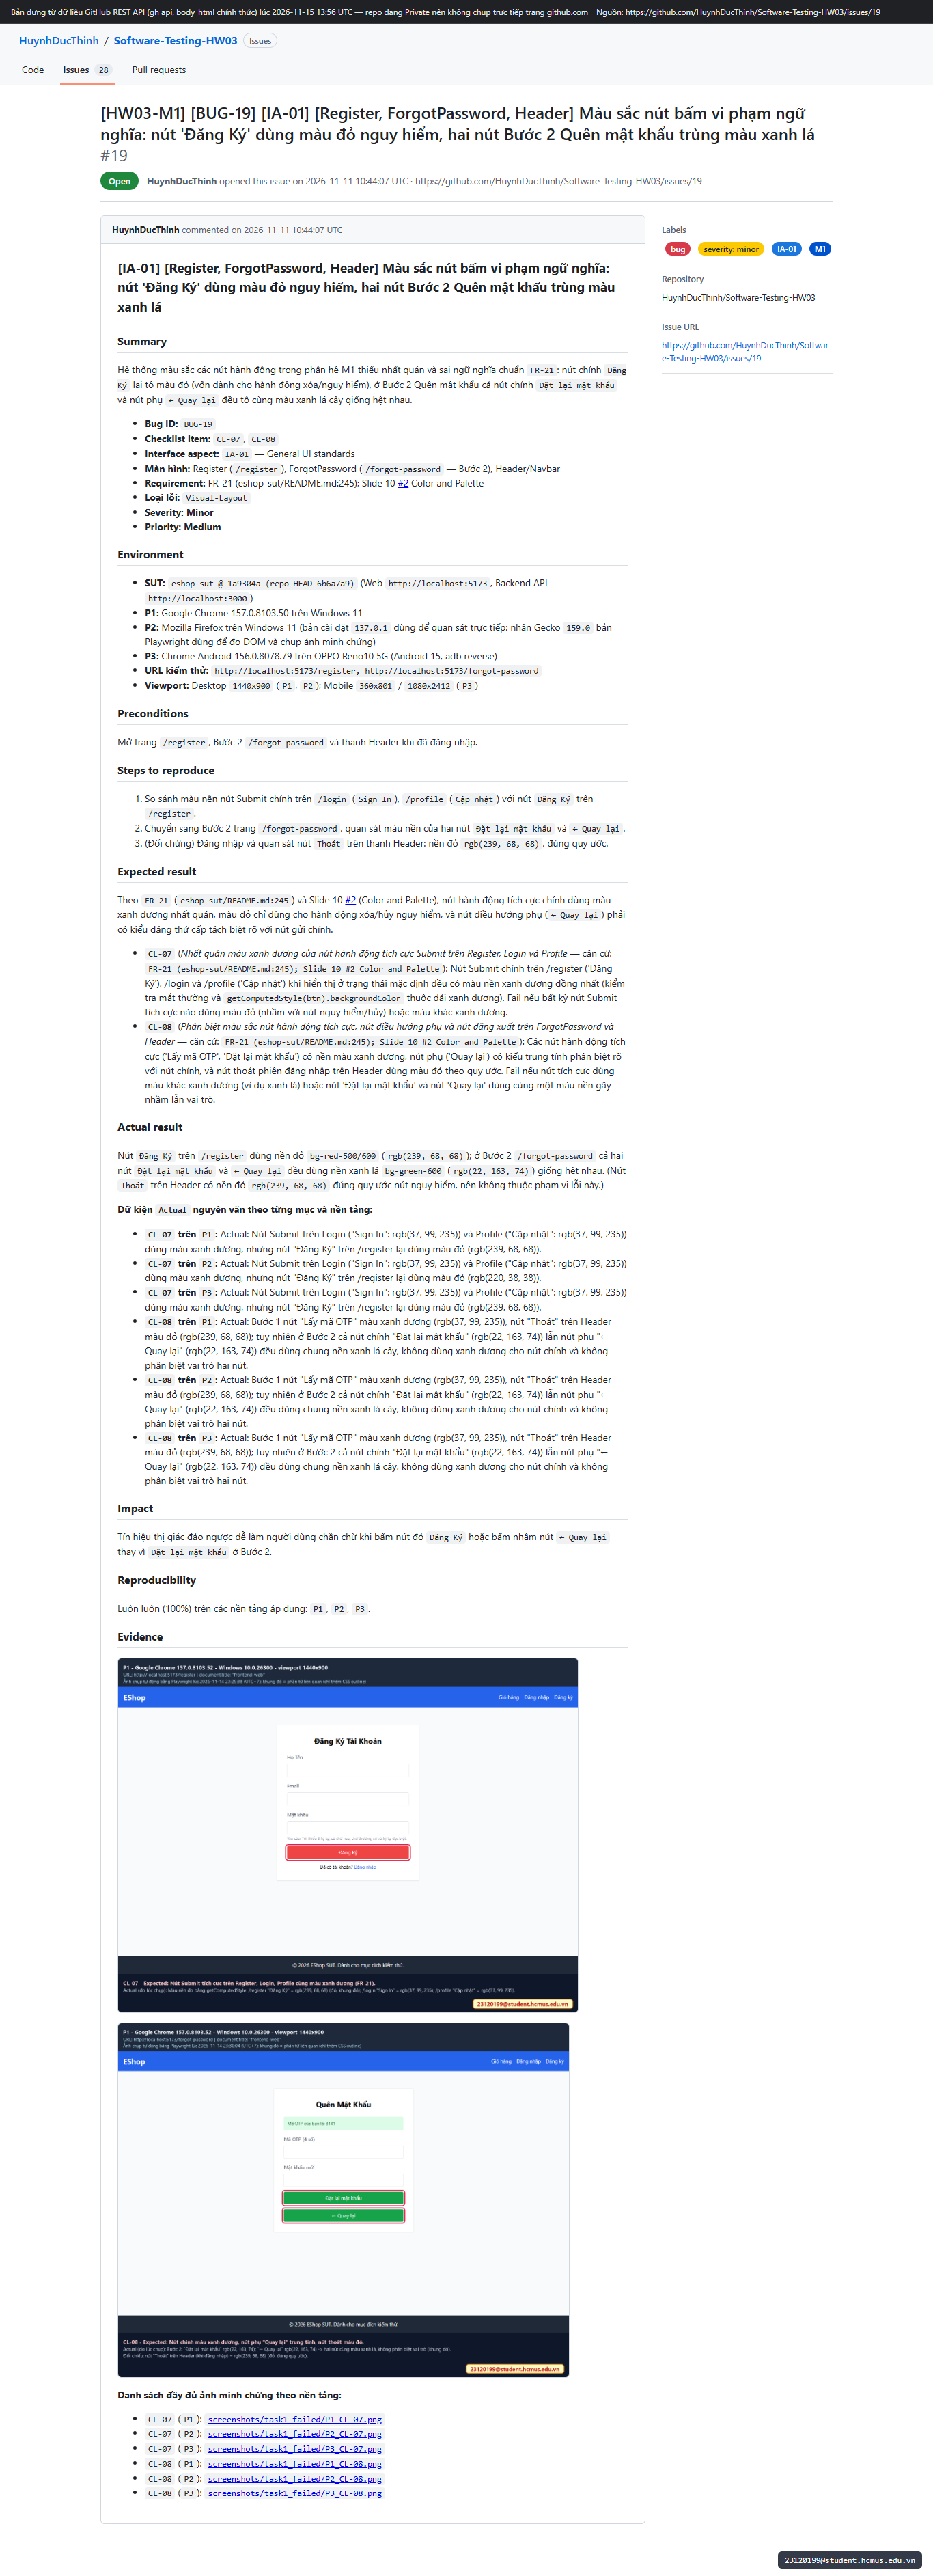 Bản dựng từ dữ liệu GitHub REST API (gh api, body_html chính thức) lúc 2026-11-15 13:56 UTC — repo đang Private nên không chụp trực tiếp trang github.com Nguồn: https://github.com/HuynhDucThinh/Software-Testing-HW03/issues/19
HuynhDucThinh / Software-Testing-HW03 Issues
Code Issues 28 Pull requests
[HW03-M1] [BUG-19] [IA-01] [Register, ForgotPassword, Header] Màu sắc nút bấm vi phạm ngữ
nghĩa: nút 'Đăng Ký' dùng màu đỏ nguy hiểm, hai nút Bước 2 Quên mật khẩu trùng màu xanh lá
#19
Open HuynhDucThinh opened this issue on 2026-11-11 10:44:07 UTC · https://github.com/HuynhDucThinh/Software-Testing-HW03/issues/19
HuynhDucThinh commented on 2026-11-11 10:44:07 UTC
[IA-01] [Register, ForgotPassword, Header] Màu sắc nút bấm vi phạm ngữ nghĩa:
nút 'Đăng Ký' dùng màu đỏ nguy hiểm, hai nút Bước 2 Quên mật khẩu trùng màu
xanh lá
Summary
Hệ thống màu sắc các nút hành động trong phân hệ M1 thiếu nhất quán và sai ngữ nghĩa chuẩn FR-21: nút chính Đăng
Ký lại tô màu đỏ (vốn dành cho hành động xóa/nguy hiểm), ở Bước 2 Quên mật khẩu cả nút chính Đặt lại mật khẩu
và nút phụ ← Quay lại đều tô cùng màu xanh lá cây giống hệt nhau.
• Bug ID: BUG-19
• Checklist item: CL-07, CL-08
• Interface aspect: IA-01 — General UI standards
• Màn hình: Register (/register), ForgotPassword (/forgot-password — Bước 2), Header/Navbar
• Requirement: FR-21 (eshop-sut/README.md:245); Slide 10 #2 Color and Palette
• Loại lỗi: Visual-Layout
• Severity: Minor
• Priority: Medium
Environment
• SUT: eshop-sut @ 1a9304a (repo HEAD 6b6a7a9) (Web http://localhost:5173, Backend API
http://localhost:3000)
• P1: Google Chrome 157.0.8103.50 trên Windows 11
• P2: Mozilla Firefox trên Windows 11 (bản cài đặt 137.0.1 dùng để quan sát trực tiếp; nhân Gecko 159.0 bản
Playwright dùng để đo DOM và chụp ảnh minh chứng)
• P3: Chrome Android 156.0.8078.79 trên OPPO Reno10 5G (Android 15, adb reverse)
• URL kiểm thử: http://localhost:5173/register, http://localhost:5173/forgot-password
• Viewport: Desktop 1440x900 (P1, P2); Mobile 360x801 / 1080x2412 (P3)
Preconditions
Mở trang /register, Bước 2 /forgot-password và thanh Header khi đã đăng nhập.
Steps to reproduce
1. So sánh màu nền nút Submit chính trên /login (Sign In), /profile (Cập nhật) với nút Đăng Ký trên
/register.
2. Chuyển sang Bước 2 trang /forgot-password, quan sát màu nền của hai nút Đặt lại mật khẩu và ← Quay lại.
3. (Đối chứng) Đăng nhập và quan sát nút Thoát trên thanh Header: nền đỏ rgb(239, 68, 68), đúng quy ước.
Expected result
Theo FR-21 (eshop-sut/README.md:245) và Slide 10 #2 (Color and Palette), nút hành động tích cực chính dùng màu
xanh dương nhất quán, màu đỏ chỉ dùng cho hành động xóa/hủy nguy hiểm, và nút điều hướng phụ (← Quay lại) phải
có kiểu dáng thứ cấp tách biệt rõ với nút gửi chính.
• CL-07 (Nhất quán màu xanh dương của nút hành động tích cực Submit trên Register, Login và Profile — căn cứ:
FR-21 (eshop-sut/README.md:245); Slide 10 #2 Color and Palette): Nút Submit chính trên /register ('Đăng
Ký'), /login và /profile ('Cập nhật') khi hiển thị ở trạng thái mặc định đều có màu nền xanh dương đồng nhất (kiểm
tra mắt thường và getComputedStyle(btn).backgroundColor thuộc dải xanh dương). Fail nếu bất kỳ nút Submit
tích cực nào dùng màu đỏ (nhầm với nút nguy hiểm/hủy) hoặc màu khác xanh dương.
• CL-08 (Phân biệt màu sắc nút hành động tích cực, nút điều hướng phụ và nút đăng xuất trên ForgotPassword và
Header — căn cứ: FR-21 (eshop-sut/README.md:245); Slide 10 #2 Color and Palette): Các nút hành động tích
cực ('Lấy mã OTP', 'Đặt lại mật khẩu') có nền màu xanh dương, nút phụ ('Quay lại') có kiểu trung tính phân biệt rõ
với nút chính, và nút thoát phiên đăng nhập trên Header dùng màu đỏ theo quy ước. Fail nếu nút tích cực dùng
màu khác xanh dương (ví dụ xanh lá) hoặc nút 'Đặt lại mật khẩu' và nút 'Quay lại' dùng cùng một màu nền gây
nhầm lẫn vai trò.
Actual result
Nút Đăng Ký trên /register dùng nền đỏ bg-red-500/600 (rgb(239, 68, 68)); ở Bước 2 /forgot-password cả hai
nút Đặt lại mật khẩu và ← Quay lại đều dùng nền xanh lá bg-green-600 (rgb(22, 163, 74)) giống hệt nhau. (Nút
Thoát trên Header có nền đỏ rgb(239, 68, 68) đúng quy ước nút nguy hiểm, nên không thuộc phạm vi lỗi này.)
Dữ kiện Actual nguyên văn theo từng mục và nền tảng:
• CL-07 trên P1: Actual: Nút Submit trên Login ("Sign In": rgb(37, 99, 235)) và Profile ("Cập nhật": rgb(37, 99, 235))
dùng màu xanh dương, nhưng nút "Đăng Ký" trên /register lại dùng màu đỏ (rgb(239, 68, 68)).
• CL-07 trên P2: Actual: Nút Submit trên Login ("Sign In": rgb(37, 99, 235)) và Profile ("Cập nhật": rgb(37, 99, 235))
dùng màu xanh dương, nhưng nút "Đăng Ký" trên /register lại dùng màu đỏ (rgb(220, 38, 38)).
• CL-07 trên P3: Actual: Nút Submit trên Login ("Sign In": rgb(37, 99, 235)) và Profile ("Cập nhật": rgb(37, 99, 235))
dùng màu xanh dương, nhưng nút "Đăng Ký" trên /register lại dùng màu đỏ (rgb(239, 68, 68)).
• CL-08 trên P1: Actual: Bước 1 nút "Lấy mã OTP" màu xanh dương (rgb(37, 99, 235)), nút "Thoát" trên Header
màu đỏ (rgb(239, 68, 68)); tuy nhiên ở Bước 2 cả nút chính "Đặt lại mật khẩu" (rgb(22, 163, 74)) lẫn nút phụ "←
Quay lại" (rgb(22, 163, 74)) đều dùng chung nền xanh lá cây, không dùng xanh dương cho nút chính và không
phân biệt vai trò hai nút.
• CL-08 trên P2: Actual: Bước 1 nút "Lấy mã OTP" màu xanh dương (rgb(37, 99, 235)), nút "Thoát" trên Header
màu đỏ (rgb(239, 68, 68)); tuy nhiên ở Bước 2 cả nút chính "Đặt lại mật khẩu" (rgb(22, 163, 74)) lẫn nút phụ "←
Quay lại" (rgb(22, 163, 74)) đều dùng chung nền xanh lá cây, không dùng xanh dương cho nút chính và không
phân biệt vai trò hai nút.
• CL-08 trên P3: Actual: Bước 1 nút "Lấy mã OTP" màu xanh dương (rgb(37, 99, 235)), nút "Thoát" trên Header
màu đỏ (rgb(239, 68, 68)); tuy nhiên ở Bước 2 cả nút chính "Đặt lại mật khẩu" (rgb(22, 163, 74)) lẫn nút phụ "←
Quay lại" (rgb(22, 163, 74)) đều dùng chung nền xanh lá cây, không dùng xanh dương cho nút chính và không
phân biệt vai trò hai nút.
Impact
Tín hiệu thị giác đảo ngược dễ làm người dùng chần chừ khi bấm nút đỏ Đăng Ký hoặc bấm nhầm nút ← Quay lại
thay vì Đặt lại mật khẩu ở Bước 2.
Reproducibility
Luôn luôn (100%) trên các nền tảng áp dụng: P1, P2, P3.
Evidence
P1 - Google Chrome 157.0.8103.52 - Windows 10.0.26300 - viewport 1440x900
URL: http://localhost:5173/register | document.title: "frontend-web"
EShop Giỏ hàng Đăng nhập Đăng ký
Đăng Ký Tài Khoản
Họ tên
Email
Mật khẩu
Đăng Ký
Đã có tài khoản? Đăng nhập
© 2026 EShop SUT. Dành cho mục đích kiểm thử.
CL-07 - Expected: Nút Submit tích cực trên Register, Login, Profile cùng màu xanh dương (FR-21).
23120199@student.hcmus.edu.vn
P1 - Google Chrome 157.0.8103.52 - Windows 10.0.26300 - viewport 1440x900
URL: http://localhost:5173/forgot-password | document.title: "frontend-web"
EShop Giỏ hàng Đăng nhập Đăng ký
Quên Mật Khẩu
Mã OTP (4 số)
Mật khẩu mới
Đặt lại mật khẩu
← Quay lại
© 2026 EShop SUT. Dành cho mục đích kiểm thử.
CL-08 - Expected: Nút chính màu xanh dương, nút phụ "Quay lại" trung tính, nút thoát màu đỏ.
23120199@student.hcmus.edu.vn
Danh sách đầy đủ ảnh minh chứng theo nền tảng:
• CL-07 (P1): screenshots/task1_failed/P1_CL-07.png
• CL-07 (P2): screenshots/task1_failed/P2_CL-07.png
• CL-07 (P3): screenshots/task1_failed/P3_CL-07.png
• CL-08 (P1): screenshots/task1_failed/P1_CL-08.png
• CL-08 (P2): screenshots/task1_failed/P2_CL-08.png
• CL-08 (P3): screenshots/task1_failed/P3_CL-08.png
Labels
bug severity: minor IA-01 M1
Repository
HuynhDucThinh/Software-Testing-HW03
Issue URL
https://github.com/HuynhDucThinh/Softwar
e-Testing-HW03/issues/19
23120199@student.hcmus.edu.vn